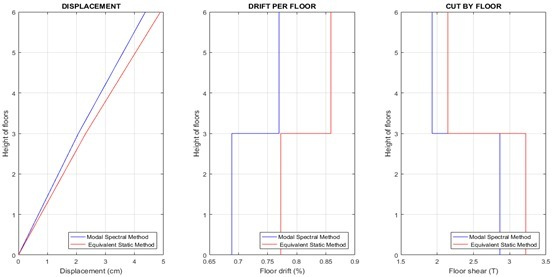 DISPLACEMENT
Height of floors
6
5
4
3
2
1
0
0
1
2
3
4
5
Displacement (cm)
Modal Spectral Method
Equivalent Static Method
DRIFT PER FLOOR
Height of floors
6
5
4
3
2
1
0
0.65
0.7
0.75
0.8
0.85
0.9
Floor drift (%)
Modal Spectral Method
Equivalent Static Method
CUT BY FLOOR
Height of floors
6
5
4
3
2
1
0
1.5
2
2.5
3
3.5
Floor shear (T)
Modal Spectral Method
Equivalent Static Method